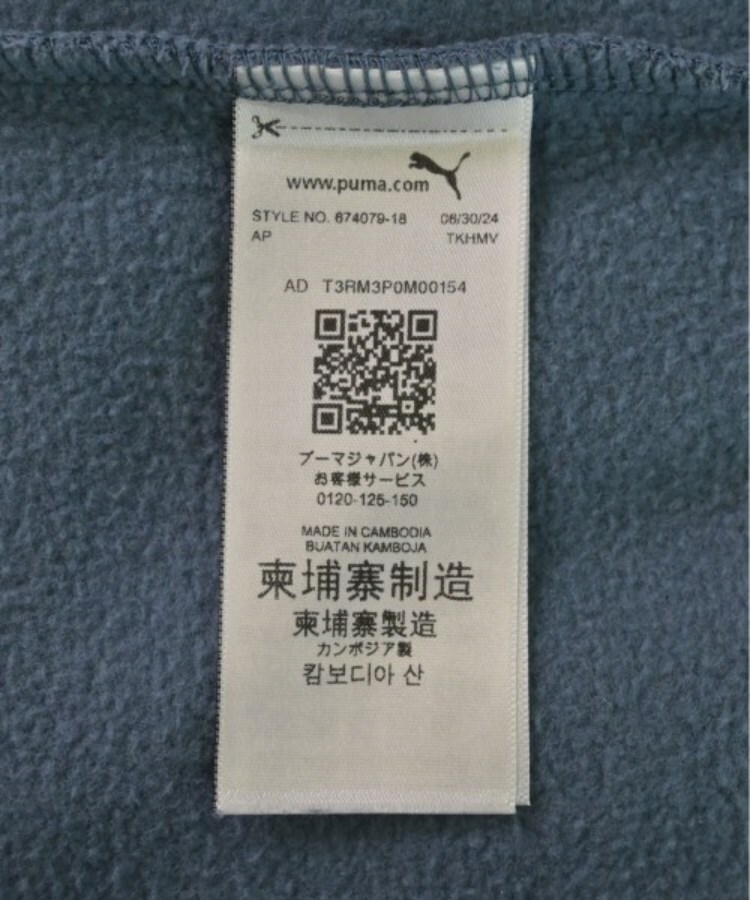 www.puma.com
STYLE NO. 674079-18 06/30/24
AP TKHMV
AD T3RM3P0M00154
プーマジャパン(株)
お客様サービス
0120-125-150
MADE IN CAMBODIA
BUATAN KAMBOJA
柬埔寨制造
柬埔寨製造
カンボジア製
캄보디아 산